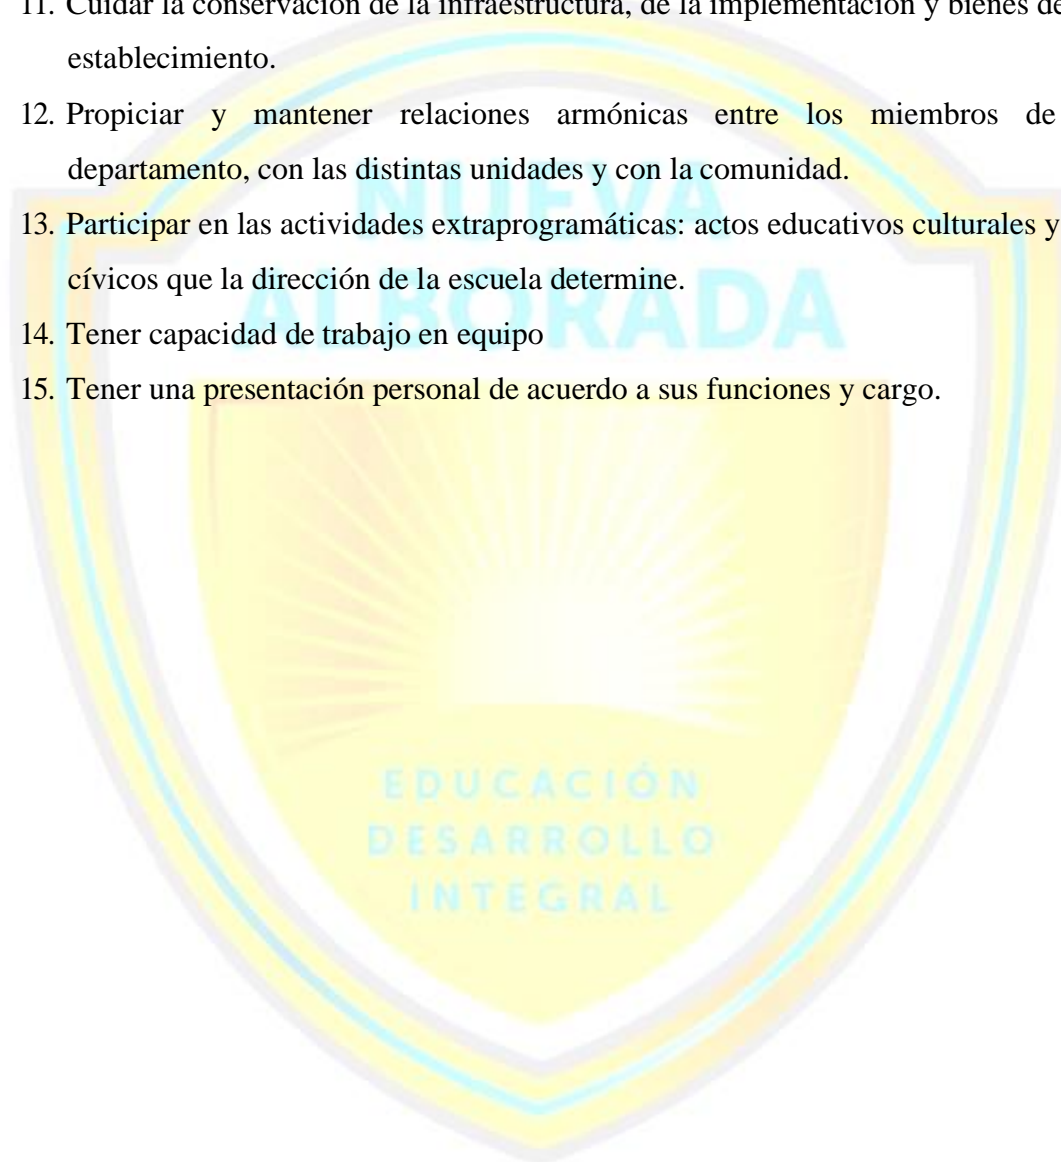 11. Cuidar la conservación de la infraestructura, de la implementación y bienes de
establecimiento.
12. Propiciar y mantener relaciones armónicas entre los miembros de
departamento, con las distintas unidades y con la comunidad.
13. Participar en las actividades extraprogramáticas: actos educativos culturales y
cívicos que la dirección de la escuela determine.
14. Tener capacidad de trabajo en equipo
15. Tener una presentación personal de acuerdo a sus funciones y cargo.
NUEVA
ALBORADA
EDUCACIÓN
DESARROLLO
INTEGRAL